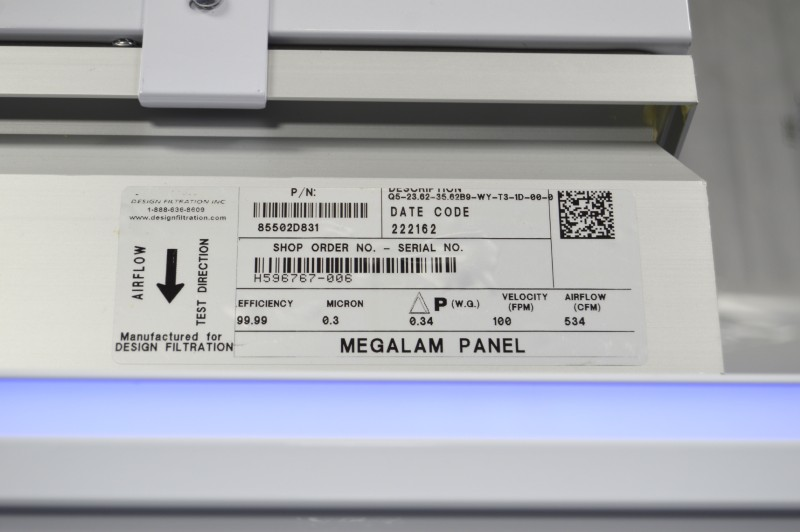 DESIGN FILTRATION INC
1-888-636-8609
www.designfiltration.com
AIRFLOW
TEST DIRECTION
Manufactured for
DESIGN FILTRATION
P/N:
85502D831
DESCRIPTION
Q5-23.62-35.62B9-WY-T3-1D-00-0
DATE CODE
222162
SHOP ORDER NO. - SERIAL NO.
H596767-006
EFFICIENCY MICRON △P (W.G.) VELOCITY (FPM) AIRFLOW (CFM)
99.99 0.3 0.34 100 534
MEGALAM PANEL